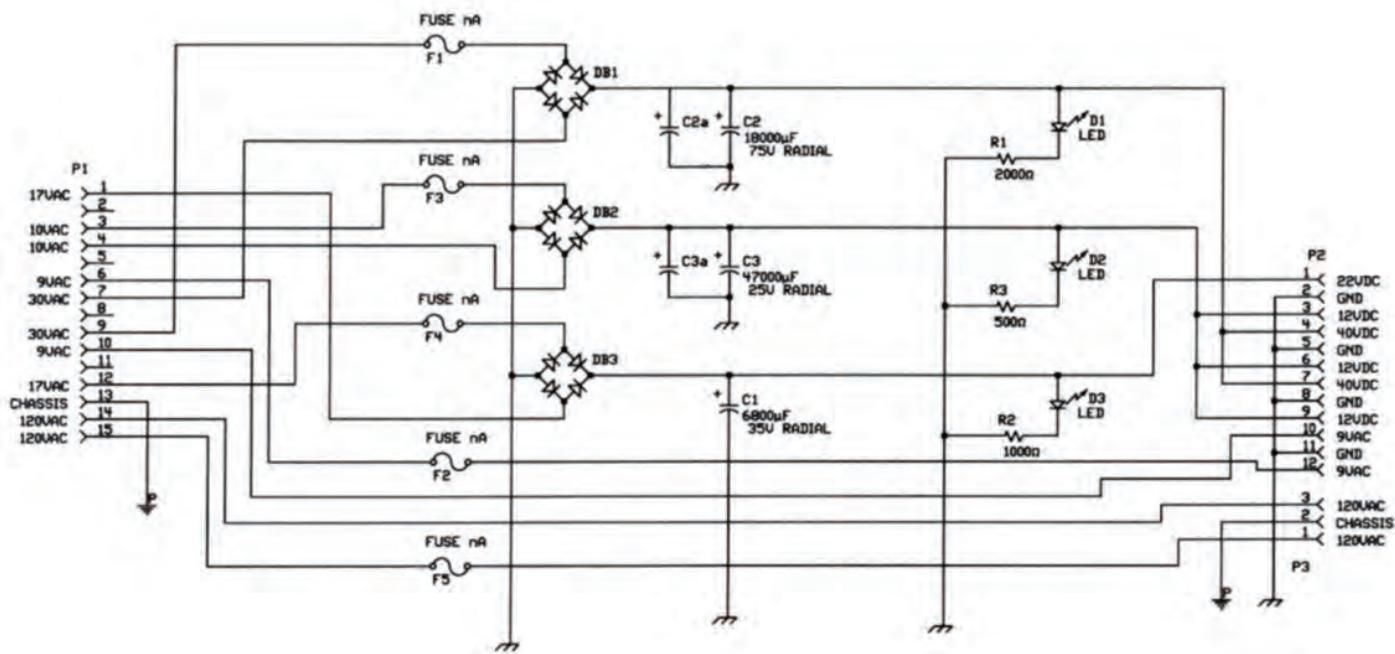 FUSE nA
F1
DB1
C2a
+
+
C2
18000µF
75V RADIAL
D1
LED
R1
2000Ω
FUSE nA
F3
DB2
C3a
+
+
C3
47000µF
25V RADIAL
D2
LED
R3
500Ω
FUSE nA
F4
DB3
+
C1
6800µF
35V RADIAL
D3
LED
R2
1000Ω
FUSE nA
F2
FUSE nA
F5
P1
17VAC 1
2
10VAC 3
10VAC 4
5
9VAC 6
30VAC 7
8
30VAC 9
9VAC 10
11
17VAC 12
CHASSIS 13
120VAC 14
120VAC 15
P
P2
1 22VDC
2 GND
3 12VDC
4 40VDC
5 GND
6 12VDC
7 40VDC
8 GND
9 12VDC
10 9VAC
11 GND
12 9VAC
3 120VAC
2 CHASSIS
1 120VAC
P3
P